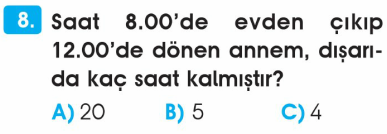 8. Saat 8.00'de evden çıkıp
12.00'de dönen annem, dışarı-
da kaç saat kalmıştır?
A) 20 B) 5 C) 4